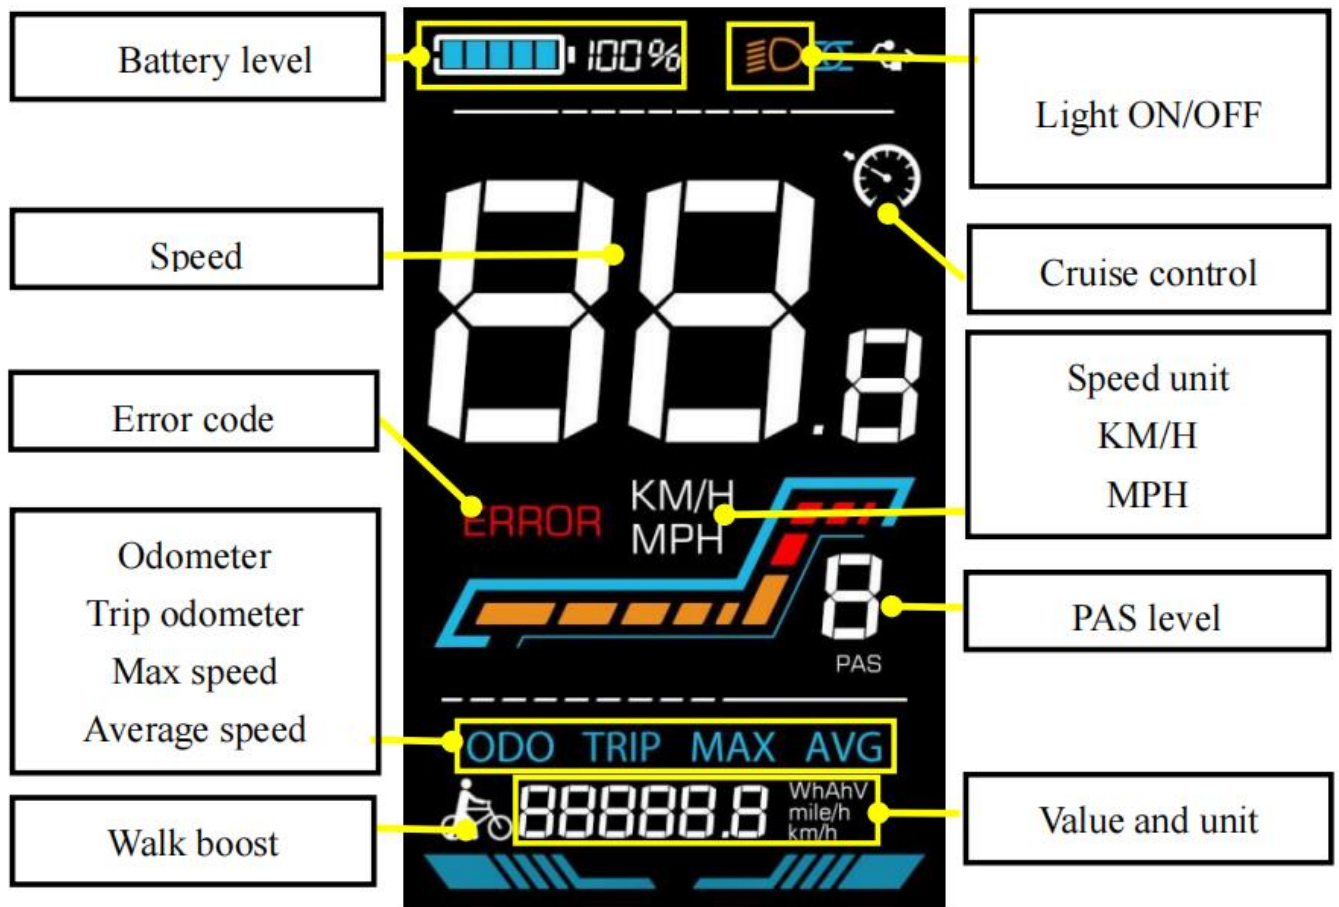 Battery level
100%
Light ON/OFF
Speed
Cruise control
88.8
Speed unit
KM/H
MPH
Error code
ERROR
KM/H
MPH
8
PAS
PAS level
Odometer
Trip odometer
Max speed
Average speed
ODO TRIP MAX AVG
Walk boost
88888.8
WhAhV
mile/h
km/h
Value and unit